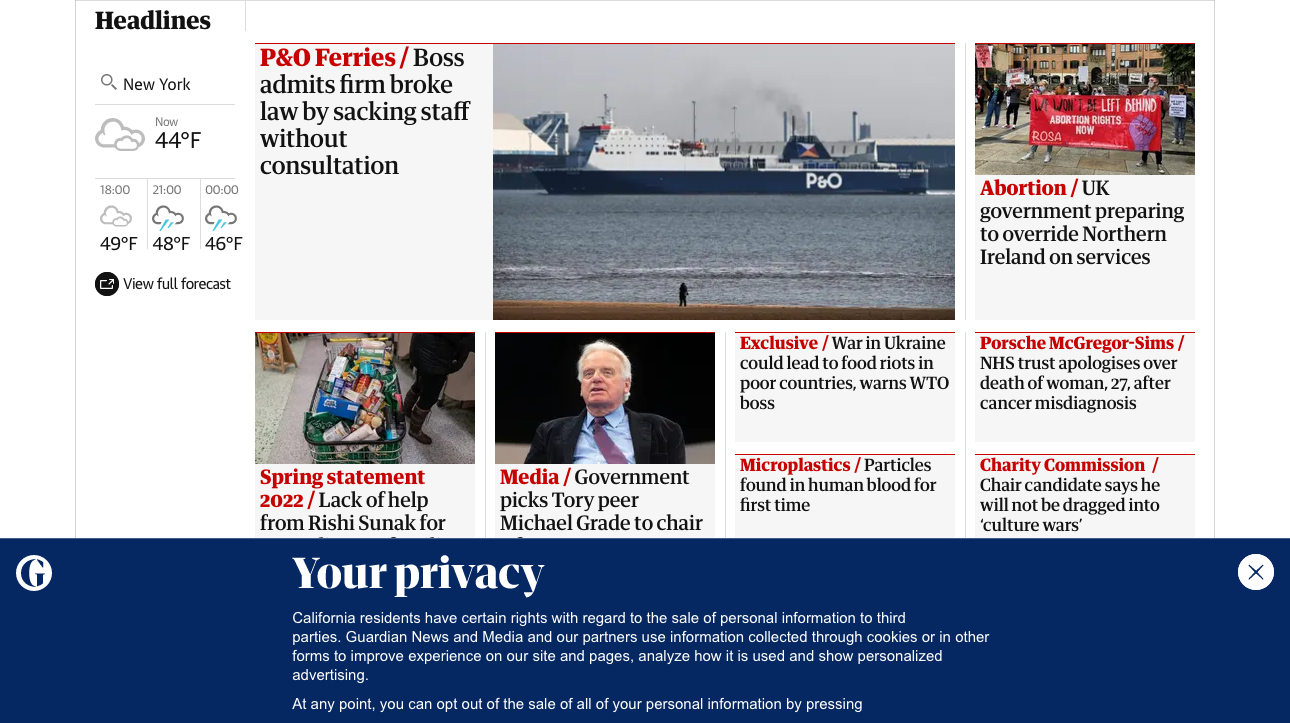 Headlines
New York
Now
44°F
18:00
21:00
00:00
49°F
48°F
46°F
View full forecast
P&O Ferries / Boss
admits firm broke
law by sacking staff
without
consultation
P&O
WE WON'T BE LEFT BEHIND
ABORTION RIGHTS
NOW
ROSA
Abortion / UK
government preparing
to override Northern
Ireland on services
Spring statement
2022 / Lack of help
from Rishi Sunak for
Media / Government
picks Tory peer
Michael Grade to chair
Exclusive / War in Ukraine
could lead to food riots in
poor countries, warns WTO
boss
Microplastics / Particles
found in human blood for
first time
Porsche McGregor-Sims /
NHS trust apologises over
death of woman, 27, after
cancer misdiagnosis
Charity Commission /
Chair candidate says he
will not be dragged into
‘culture wars’
Your privacy
California residents have certain rights with regard to the sale of personal information to third
parties. Guardian News and Media and our partners use information collected through cookies or in other
forms to improve experience on our site and pages, analyze how it is used and show personalized
advertising.
At any point, you can opt out of the sale of all of your personal information by pressing